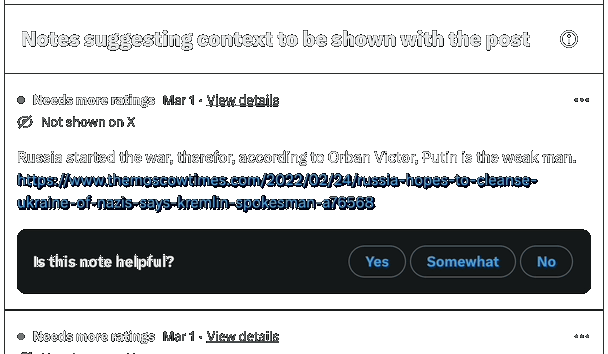 Notes suggesting context to be shown with the post
Needs more ratings Mar 1 · View details
Not shown on X
Russia started the war, therefor, according to Orban Victor, Putin is the weak man.
https://www.themoscowtimes.com/2022/02/24/russia-hopes-to-cleanse-
ukraine-of-nazis-says-kremlin-spokesman-a76568
Is this note helpful? Yes Somewhat No
Needs more ratings Mar 1 · View details